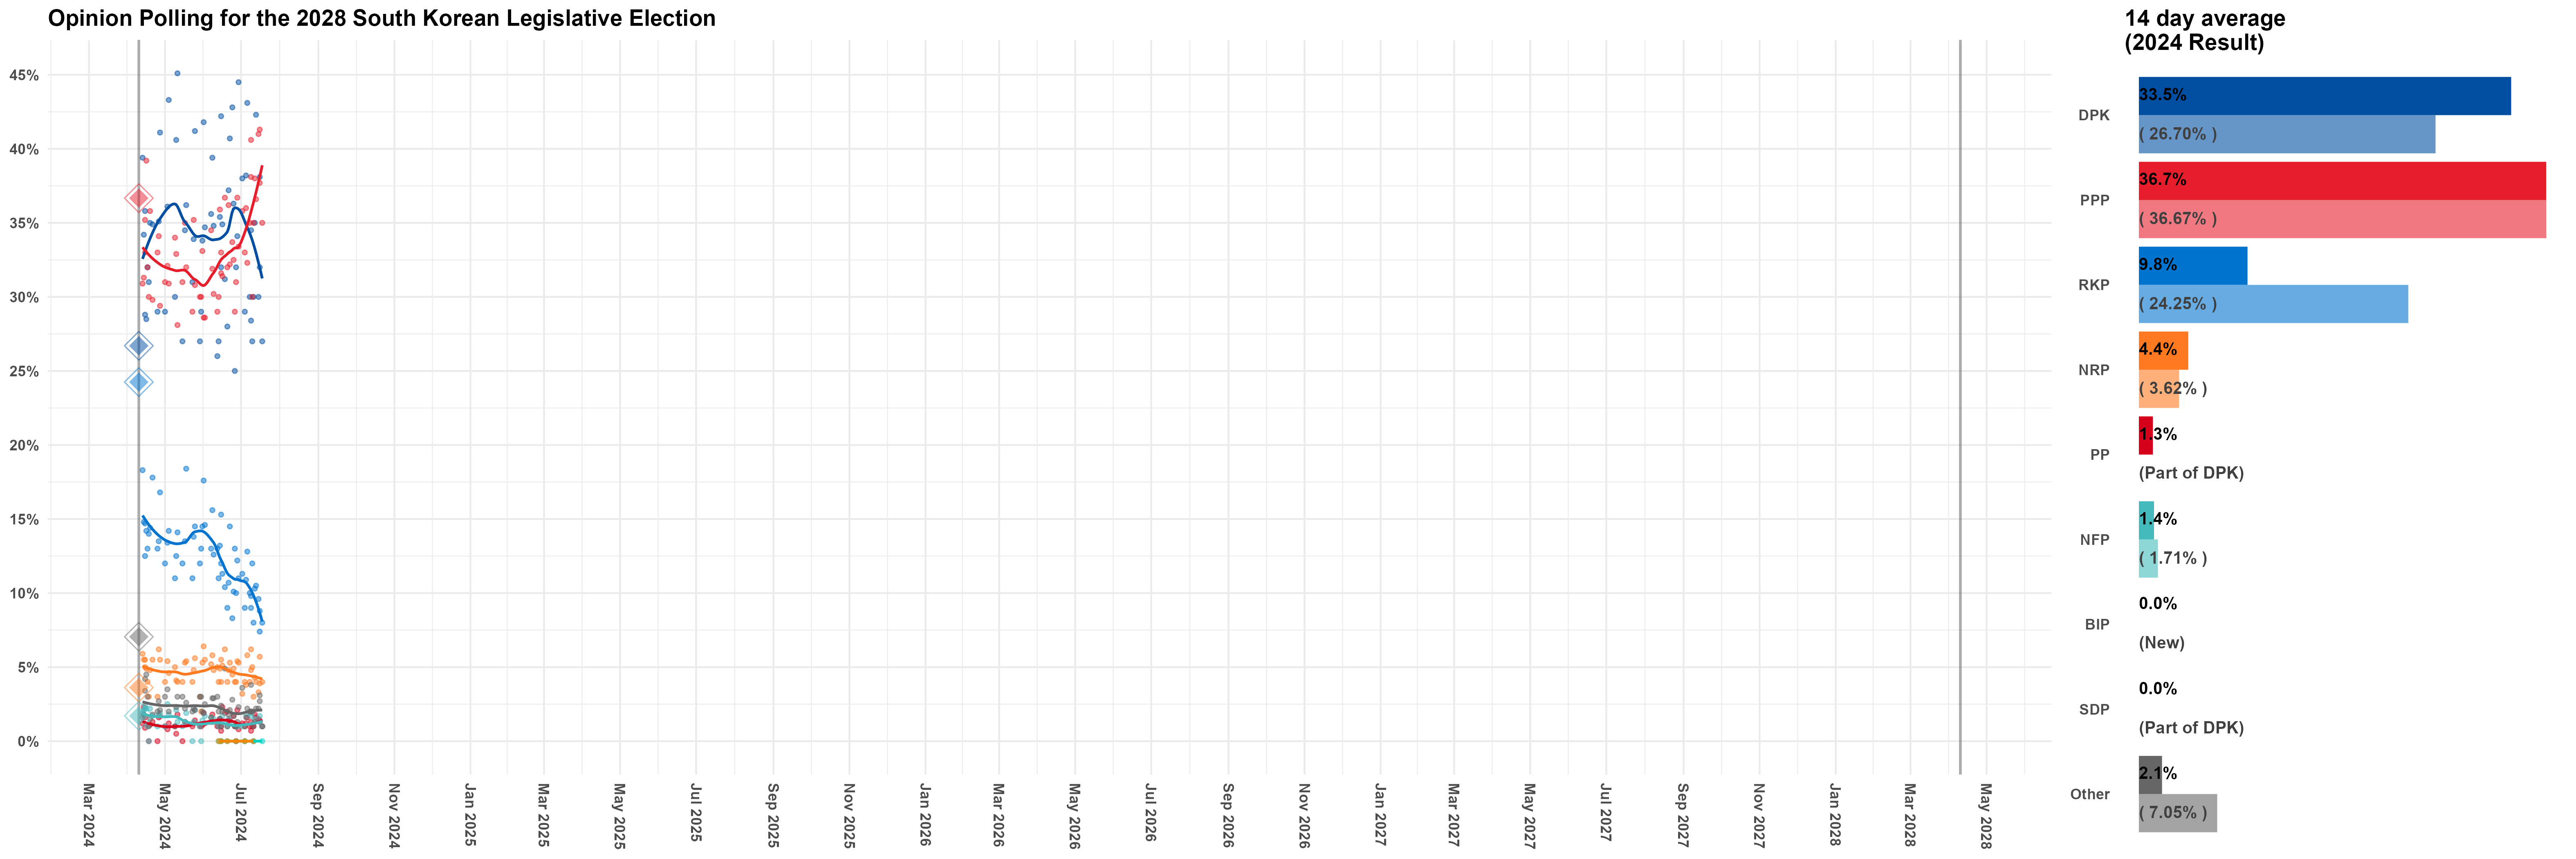 Opinion Polling for the 2028 South Korean Legislative Election
45%
40%
35%
30%
25%
20%
15%
10%
5%
0%
Mar 2024
May 2024
Jul 2024
Sep 2024
Nov 2024
Jan 2025
Mar 2025
May 2025
Jul 2025
Sep 2025
Nov 2025
Jan 2026
Mar 2026
May 2026
Jul 2026
Sep 2026
Nov 2026
Jan 2027
Mar 2027
May 2027
Jul 2027
Sep 2027
Nov 2027
Jan 2028
Mar 2028
May 2028
14 day average
(2024 Result)
DPK
33.5%
( 26.70% )
PPP
36.7%
( 36.67% )
RKP
9.8%
( 24.25% )
NRP
4.4%
( 3.62% )
PP
1.3%
(Part of DPK)
NFP
1.4%
( 1.71% )
BIP
0.0%
(New)
SDP
0.0%
(Part of DPK)
Other
2.1%
( 7.05% )